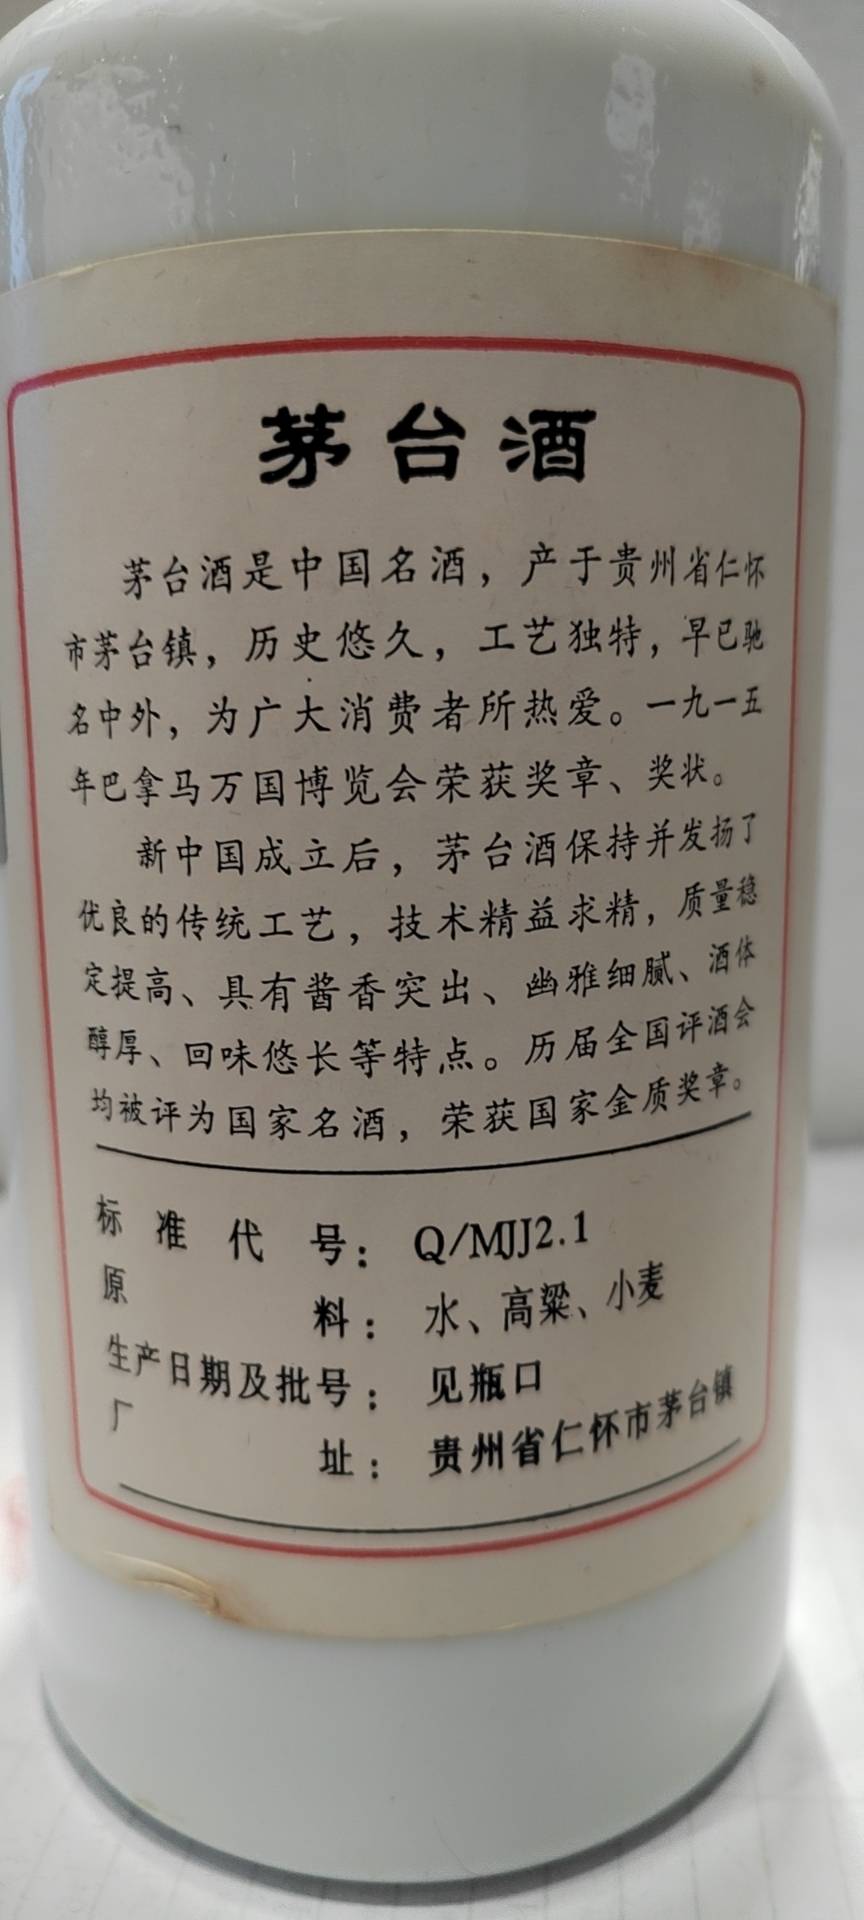 茅台酒
茅台酒是中国名酒，产于贵州省仁怀
市茅台镇，历史悠久，工艺独特，早已驰
名中外，为广大消费者所热爱。一九一五
年巴拿马万国博览会荣获奖章、奖状。
新中国成立后，茅台酒保持并发扬了
优良的传统工艺，技术精益求精，质量稳
定提高、具有酱香突出、幽雅细腻、酒体
醇厚、回味悠长等特点。历届全国评酒会
均被评为国家名酒，荣获国家金质奖章。
标准代号：Q/MJJ2.1
原料：水、高粱、小麦
生产日期及批号：见瓶口
厂址：贵州省仁怀市茅台镇